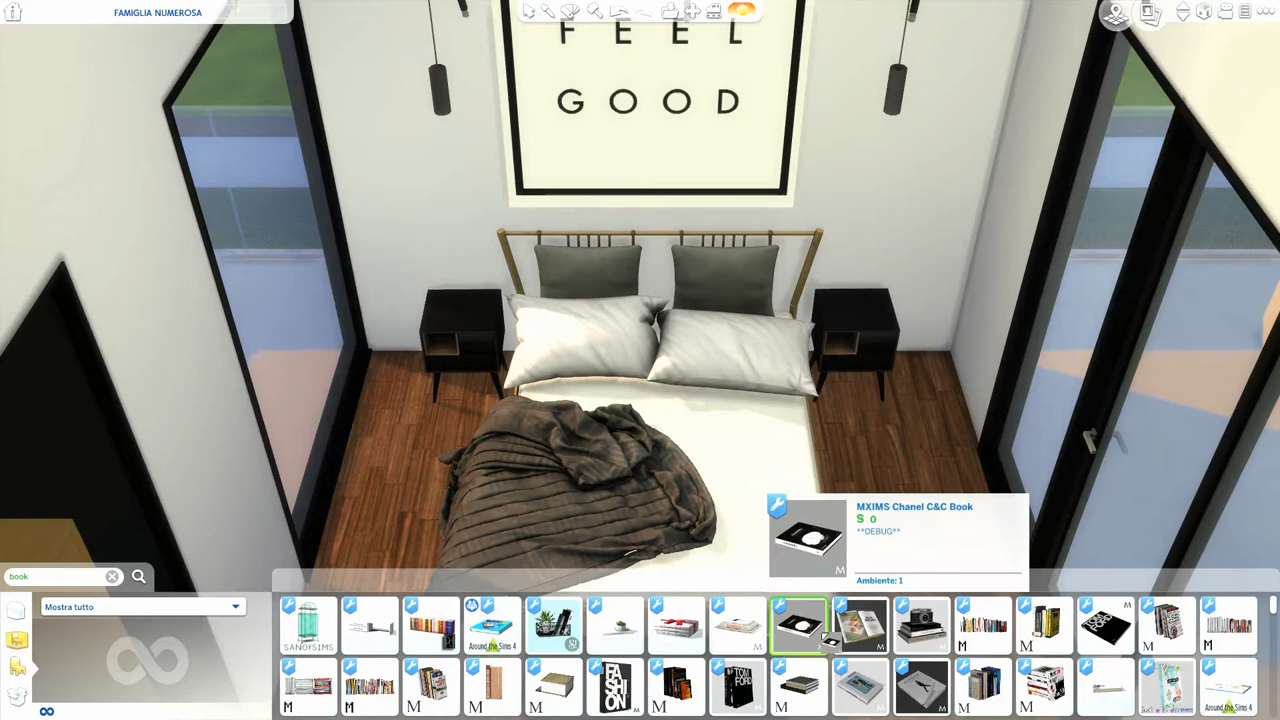 FAMIGLIA NUMEROSA
FEEL
GOOD
MXIMS Chanel C&C Book
§ 0
**DEBUG**
Ambiente: 1
M
book
Mostra tutto
SANOYSIMS
Around the Sims 4
M
M
M
M
M
M
M
M
M
M
M
M
M
FASHION
M
M
TOM FORD
M
M
M
M
M
M
Around the Sims 4